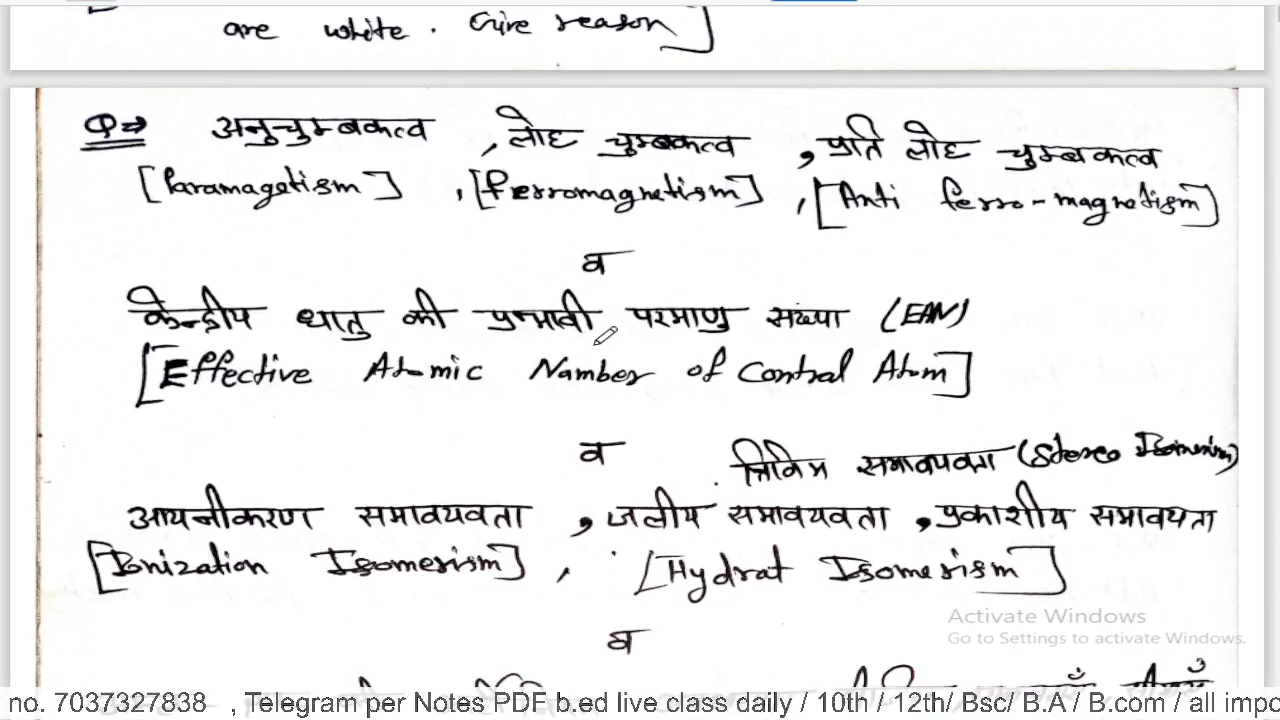 are white. Give reason]
Q⇒ अनुचुम्बकत्व , लोह चुम्बकत्व , प्रति लोह चुम्बकत्व
[Paramagetism] , [ferromagnetism] , [Anti ferro-magnetism]
व
केन्द्रीय धातु की प्रभावी परमाणु संख्या (EAN)
[Effective Atomic Number of Central Atom]
व
त्रिविम समावयवता (Stereo Isomerism)
आयनीकरण समावयवता , जलीय समावयवता , प्रकाशीय समावयता
[Ionization Isomerism] , [Hydrat Isomerism]
व
Activate Windows
Go to Settings to activate Windows.
no. 7037327838 , Telegram per Notes PDF b.ed live class daily / 10th / 12th/ Bsc/ B.A / B.com / all impo